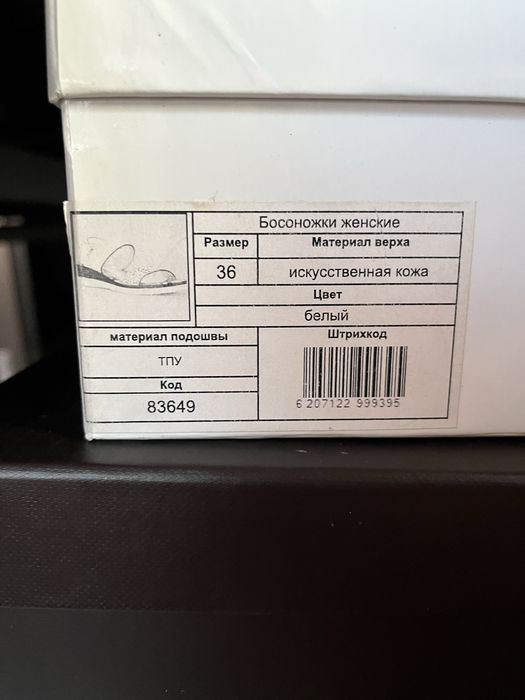 Босоножки женские
Размер
Материал верха
36
искусственная кожа
Цвет
белый
материал подошвы
Штрихкод
ТПУ
Код
83649
6 207122 999395